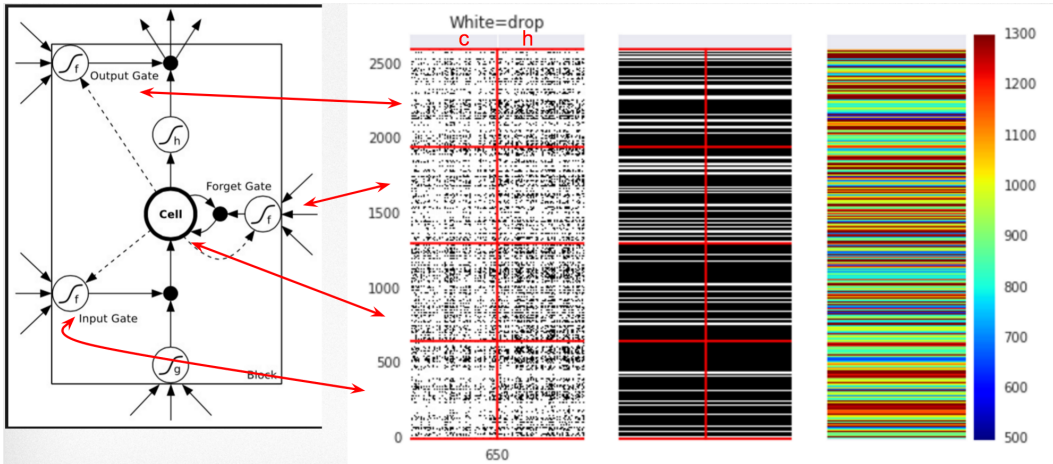 Output Gate
Forget Gate
Cell
Input Gate
Block
f
h
f
f
g
White=drop
c h
2500
2000
1500
1000
500
0
650
1300
1200
1100
1000
900
800
700
600
500